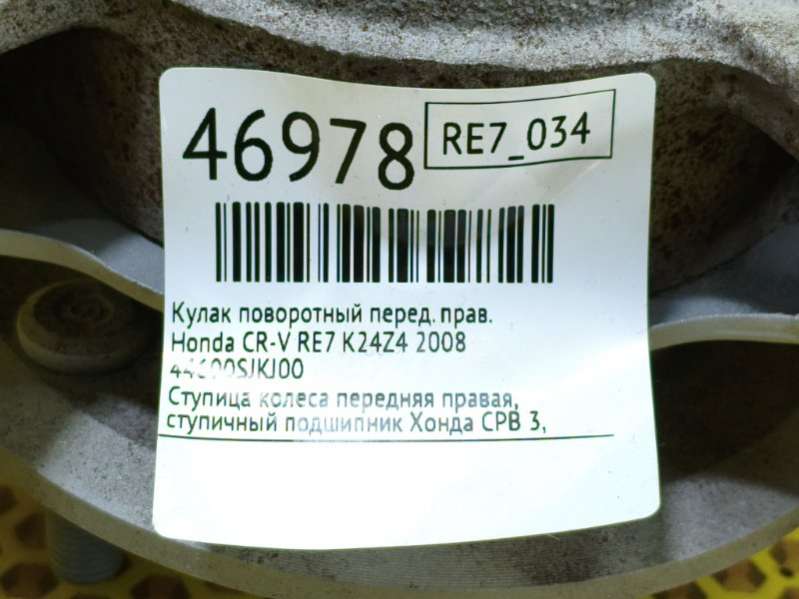 46978
RE7_034
Кулак поворотный перед. прав.
Honda CR-V RE7 K24Z4 2008
44600SJKJ00
Ступица колеса передняя правая,
ступичный подшипник Хонда СРВ 3,